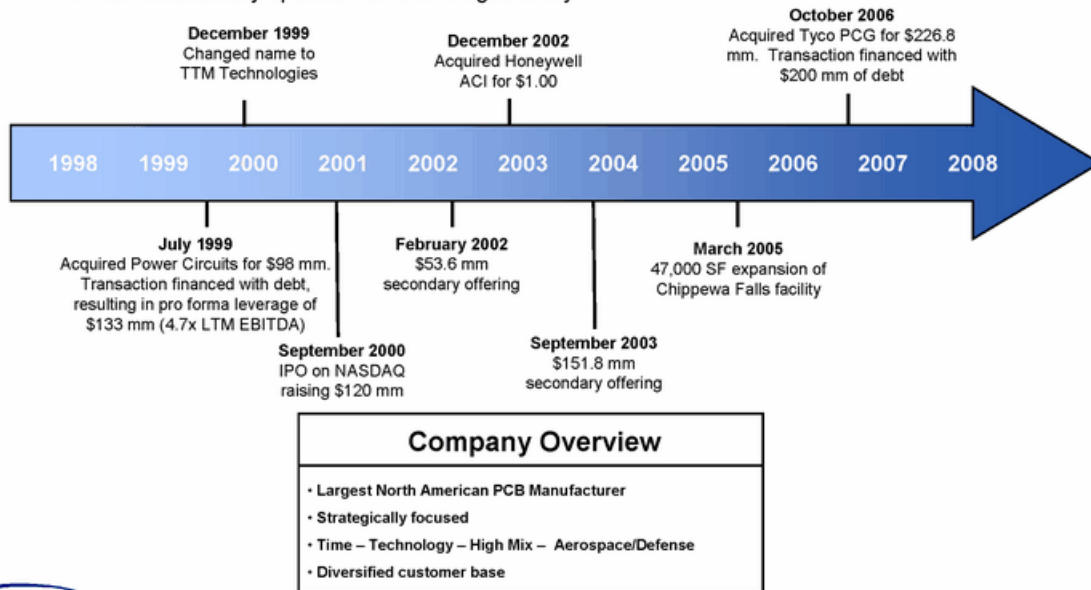 December 1999
Changed name to
TTM Technologies
December 2002
Acquired Honeywell
ACI for $1.00
October 2006
Acquired Tyco PCG for $226.8
mm. Transaction financed with
$200 mm of debt
1998 1999 2000 2001 2002 2003 2004 2005 2006 2007 2008
July 1999
Acquired Power Circuits for $98 mm.
Transaction financed with debt,
resulting in pro forma leverage of
$133 mm (4.7x LTM EBITDA)
September 2000
IPO on NASDAQ
raising $120 mm
February 2002
$53.6 mm
secondary offering
September 2003
$151.8 mm
secondary offering
March 2005
47,000 SF expansion of
Chippewa Falls facility
Company Overview
• Largest North American PCB Manufacturer
• Strategically focused
• Time – Technology – High Mix – Aerospace/Defense
• Diversified customer base